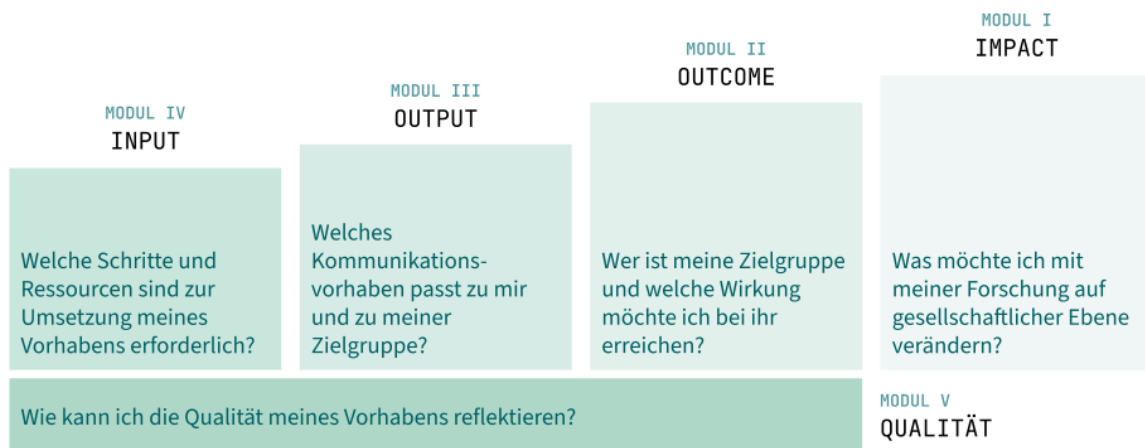 MODUL IV
INPUT
Welche Schritte und
Ressourcen sind zur
Umsetzung meines
Vorhabens erforderlich?
MODUL III
OUTPUT
Welches
Kommunikations-
vorhaben passt zu mir
und zu meiner
Zielgruppe?
MODUL II
OUTCOME
Wer ist meine Zielgruppe
und welche Wirkung
möchte ich bei ihr
erreichen?
MODUL I
IMPACT
Was möchte ich mit
meiner Forschung auf
gesellschaftlicher Ebene
verändern?
Wie kann ich die Qualität meines Vorhabens reflektieren?
MODUL V
QUALITÄT